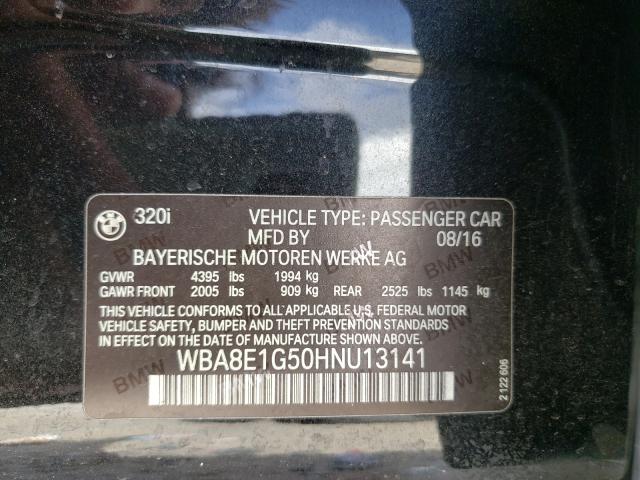 BMW 320i VEHICLE TYPE: PASSENGER CAR
MFD BY 08/16
BAYERISCHE MOTOREN WERKE AG
GVWR 4395 lbs 1994 kg
GAWR FRONT 2005 lbs 909 kg REAR 2525 lbs 1145 kg
THIS VEHICLE CONFORMS TO ALL APPLICABLE U.S. FEDERAL MOTOR
VEHICLE SAFETY, BUMPER AND THEFT PREVENTION STANDARDS
IN EFFECT ON THE DATE OF MANUFACTURE SHOWN ABOVE.
WBA8E1G50HNU13141
2 122 606